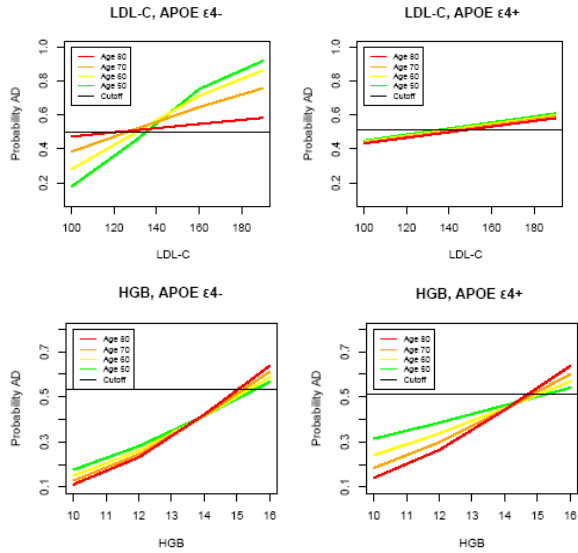 LDL-C, APOE ε4-
Probability AD
1.0
0.8
0.6
0.4
0.2
Age 80
Age 70
Age 60
Age 50
Cutoff
100 120 140 160 180
LDL-C
LDL-C, APOE ε4+
Probability AD
1.0
0.8
0.6
0.4
0.2
Age 80
Age 70
Age 60
Age 50
Cutoff
100 120 140 160 180
LDL-C
HGB, APOE ε4-
Probability AD
0.7
0.5
0.3
0.1
Age 80
Age 70
Age 60
Age 50
Cutoff
10 11 12 13 14 15 16
HGB
HGB, APOE ε4+
Probability AD
0.7
0.5
0.3
0.1
Age 80
Age 70
Age 60
Age 50
Cutoff
10 11 12 13 14 15 16
HGB